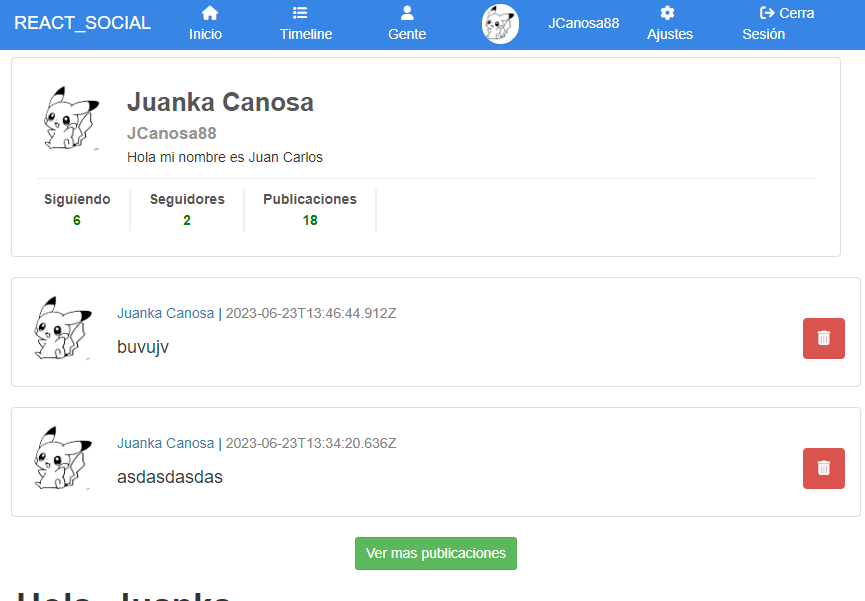 REACT_SOCIAL
Inicio
Timeline
Gente
JCanosa88
Ajustes
Cerra
Sesión
Juanka Canosa
JCanosa88
Hola mi nombre es Juan Carlos
Siguiendo Seguidores Publicaciones
6 2 18
Juanka Canosa | 2023-06-23T13:46:44.912Z
buvujv
Juanka Canosa | 2023-06-23T13:34:20.636Z
asdasdasdas
Ver mas publicaciones
Hola, Juanka